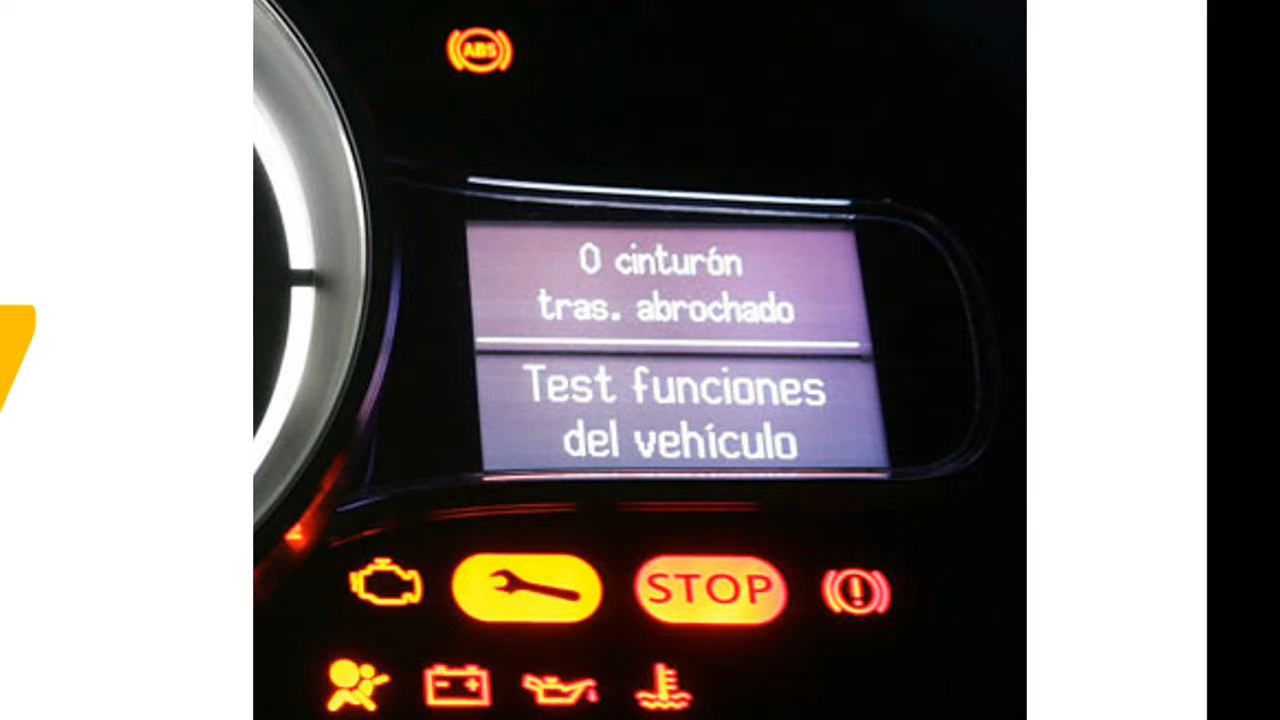 ABS
0 cinturón
tras. abrochado
Test funciones
del vehículo
STOP